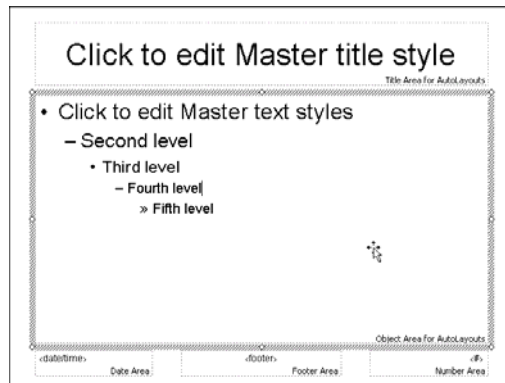 Click to edit Master title style
Title Area for AutoLayouts
• Click to edit Master text styles
– Second level
• Third level
– Fourth level
» Fifth level
Object Area for AutoLayouts
<date/time>
Date Area
<footer>
Footer Area
<#>
Number Area